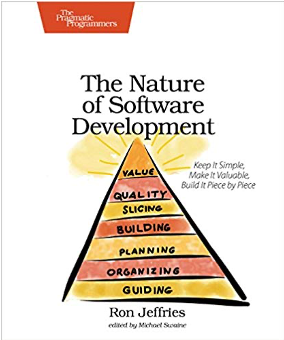 The
Pragmatic
Programmers
The Nature
of Software
Development
Keep It Simple,
Make It Valuable,
Build It Piece by Piece
VALUE
QUALITY
SLICING
BUILDING
PLANNING
ORGANIZING
GUIDING
Ron Jeffries
edited by Michael Swaine